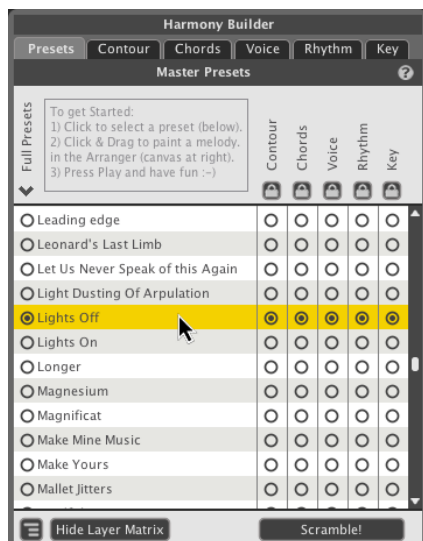 Harmony Builder
Presets Contour Chords Voice Rhythm Key
Master Presets ?
Full Presets
To get Started:
1) Click to select a preset (below).
2) Click & Drag to paint a melody.
in the Arranger (canvas at right).
3) Press Play and have fun :-)
Contour Chords Voice Rhythm Key
Leading edge
Leonard's Last Limb
Let Us Never Speak of this Again
Light Dusting Of Arpulation
Lights Off
Lights On
Longer
Magnesium
Magnificat
Make Mine Music
Make Yours
Mallet Jitters
Hide Layer Matrix Scramble!